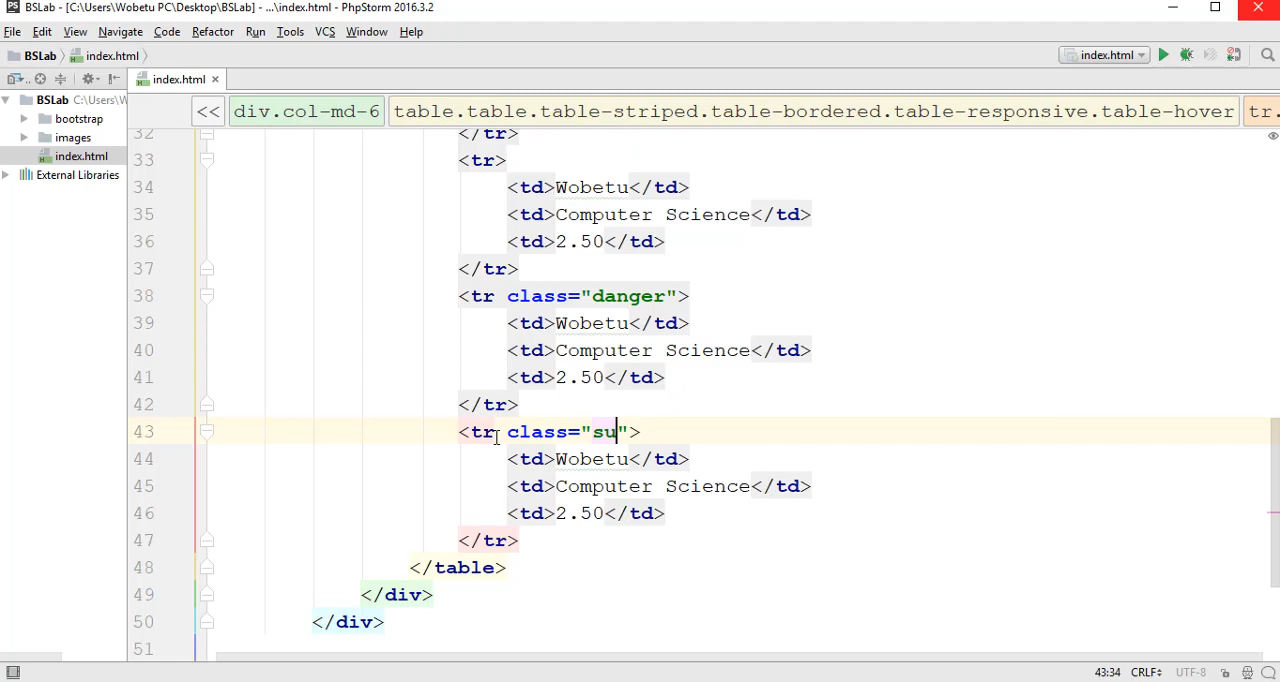 PS BSLab - [C:\Users\Wobetu PC\Desktop\BSLab] - ...\index.html - PhpStorm 2016.3.2
File Edit View Navigate Code Refactor Run Tools VCS Window Help
BSLab index.html index.html
index.html
BSLab C:\Users\W
bootstrap
images
index.html
External Libraries
<< div.col-md-6 table.table.table-striped.table-bordered.table-responsive.table-hover tr.
32 </tr>
33 <tr>
34 <td>Wobetu</td>
35 <td>Computer Science</td>
36 <td>2.50</td>
37 </tr>
38 <tr class="danger">
39 <td>Wobetu</td>
40 <td>Computer Science</td>
41 <td>2.50</td>
42 </tr>
43 <tr class="su">
44 <td>Wobetu</td>
45 <td>Computer Science</td>
46 <td>2.50</td>
47 </tr>
48 </table>
49 </div>
50 </div>
51
43:34 CRLF UTF-8